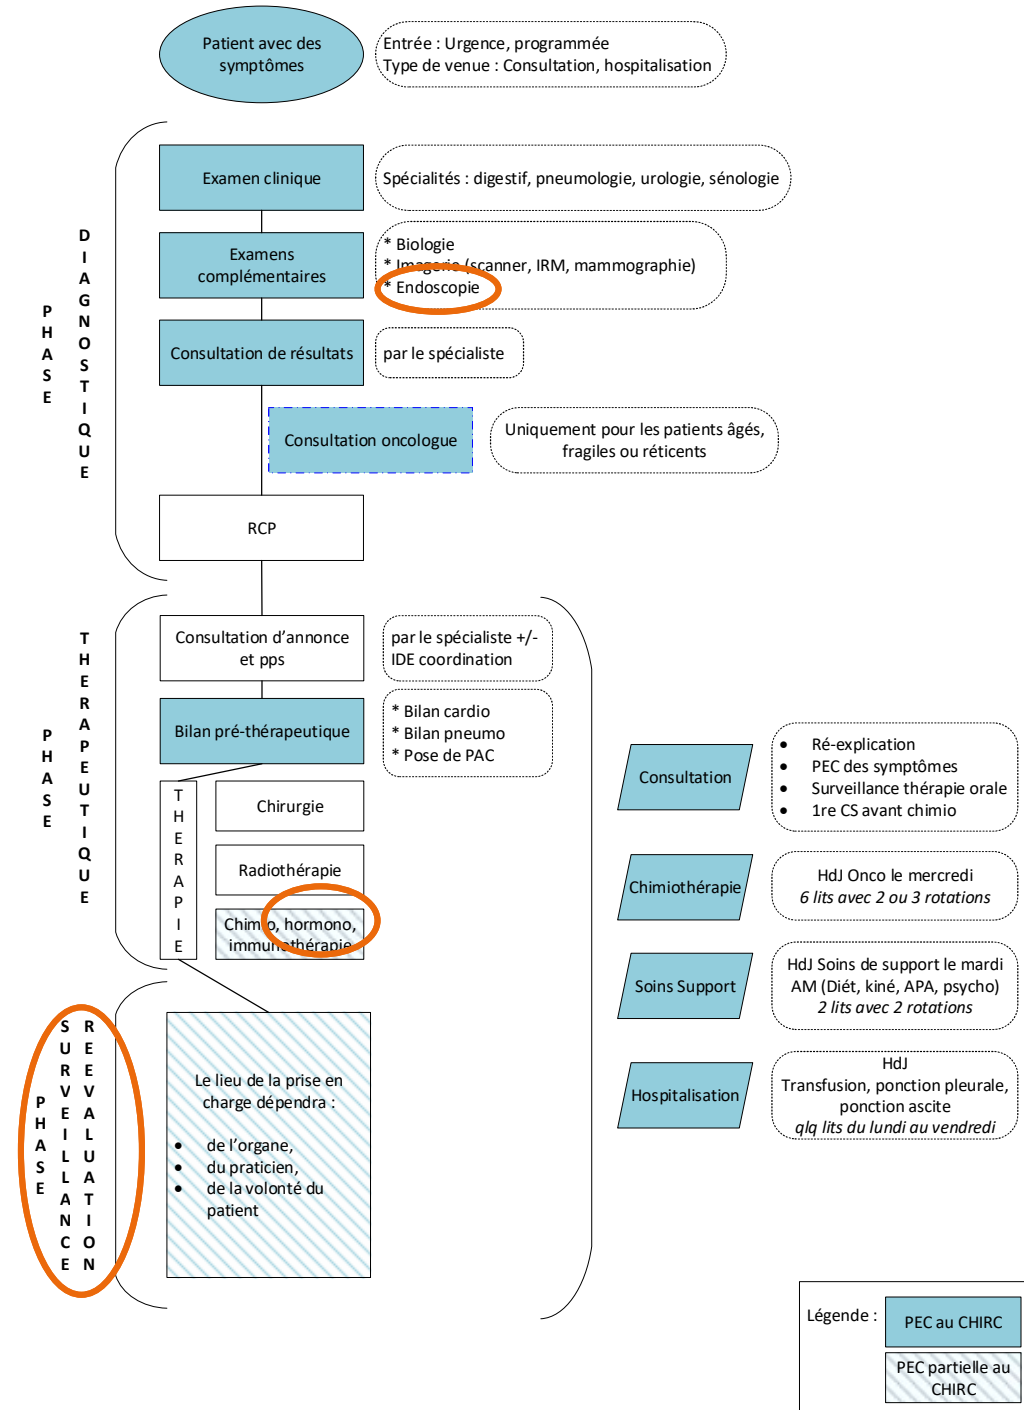 Patient avec des
symptômes
Entrée : Urgence, programmée
Type de venue : Consultation, hospitalisation
PHASE
DIAGNOSTIQUE
Examen clinique
Spécialités : digestif, pneumologie, urologie, sénologie
Examens
complémentaires
* Biologie
* Imagerie (scanner, IRM, mammographie)
* Endoscopie
Consultation de résultats
par le spécialiste
Consultation oncologue
Uniquement pour les patients âgés,
fragiles ou réticents
RCP
PHASE
THERAPEUTIQUE
Consultation d’annonce
et pps
par le spécialiste +/-
IDE coordination
Bilan pré-thérapeutique
* Bilan cardio
* Bilan pneumo
* Pose de PAC
THERAPIE
Chirurgie
Radiothérapie
Chimio, hormono,
immunothérapie
Consultation
• Ré-explication
• PEC des symptômes
• Surveillance thérapie orale
• 1re CS avant chimio
Chimiothérapie
HdJ Onco le mercredi
6 lits avec 2 ou 3 rotations
Soins Support
HdJ Soins de support le mardi
AM (Diét, kiné, APA, psycho)
2 lits avec 2 rotations
Hospitalisation
HdJ
Transfusion, ponction pleurale,
ponction ascite
qlq lits du lundi au vendredi
PHASE
SURVEILLANCE
REEVALUATION
Le lieu de la prise en
charge dépendra :
• de l’organe,
• du praticien,
• de la volonté du
patient
Légende :
PEC au CHIRC
PEC partielle au
CHIRC